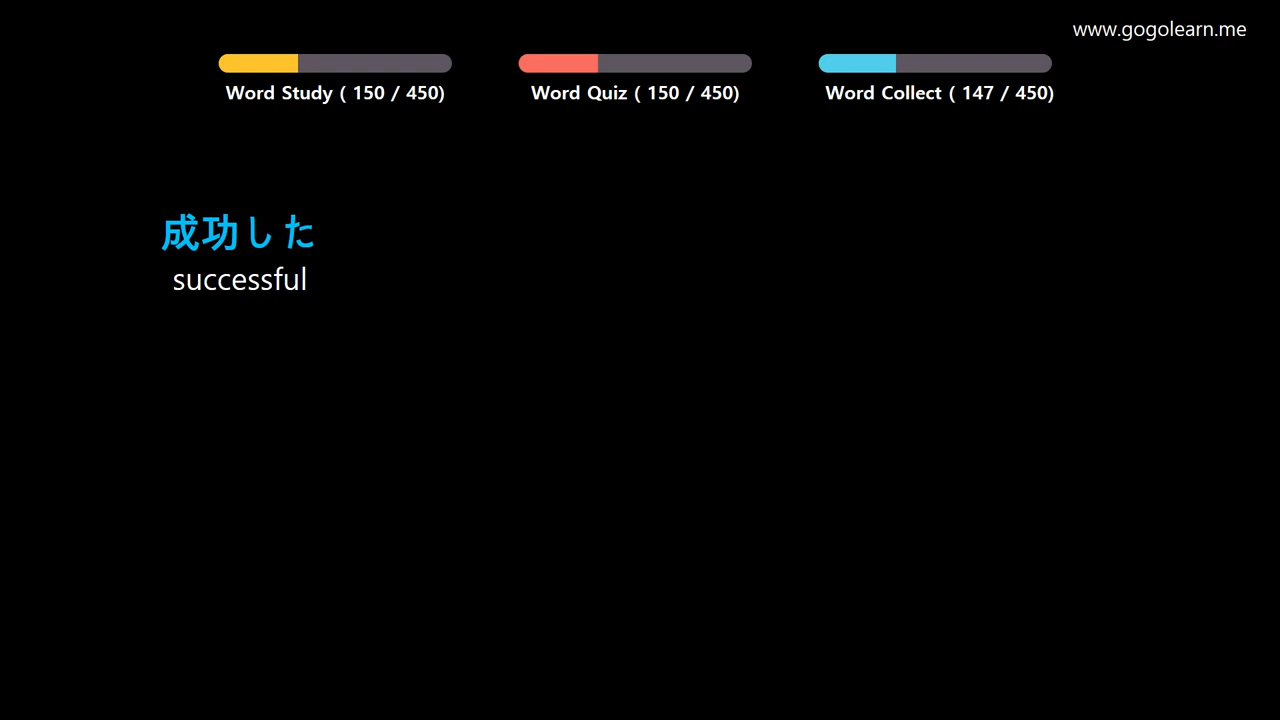 www.gogolearn.me
Word Study ( 150 / 450)
Word Quiz ( 150 / 450)
Word Collect ( 147 / 450)
成功した
successful